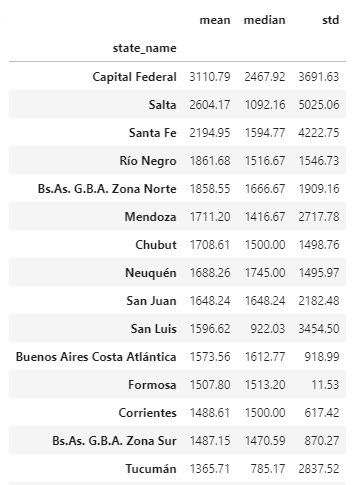 mean median std
state_name
Capital Federal 3110.79 2467.92 3691.63
Salta 2604.17 1092.16 5025.06
Santa Fe 2194.95 1594.77 4222.75
Río Negro 1861.68 1516.67 1546.73
Bs.As. G.B.A. Zona Norte 1858.55 1666.67 1909.16
Mendoza 1711.20 1416.67 2717.78
Chubut 1708.61 1500.00 1498.76
Neuquén 1688.26 1745.00 1495.97
San Juan 1648.24 1648.24 2182.48
San Luis 1596.62 922.03 3454.50
Buenos Aires Costa Atlántica 1573.56 1612.77 918.99
Formosa 1507.80 1513.20 11.53
Corrientes 1488.61 1500.00 617.42
Bs.As. G.B.A. Zona Sur 1487.15 1470.59 870.27
Tucumán 1365.71 785.17 2837.52